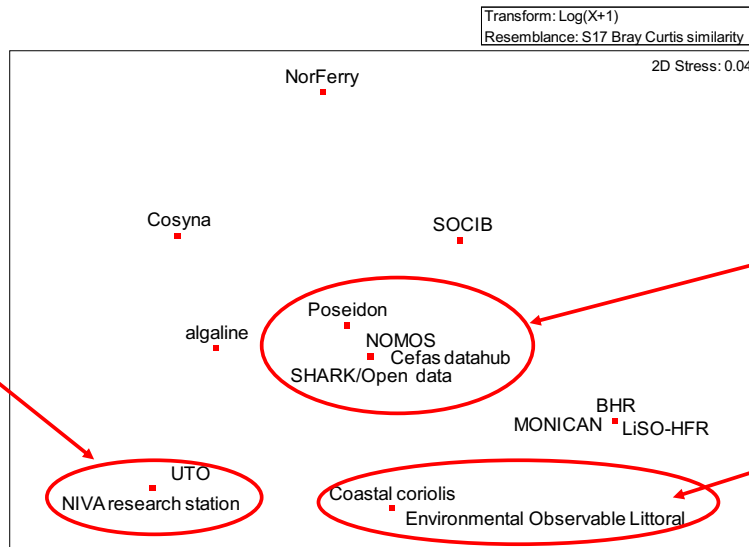 Transform: Log(X+1)
Resemblance: S17 Bray Curtis similarity
2D Stress: 0.04
NorFerry
Cosyna
SOCIB
Poseidon
algaline
NOMOS
Cefas datahub
SHARK/Open data
BHR
MONICAN
LiSO-HFR
UTO
NIVA research station
Coastal coriolis
Environmental Observable Littoral